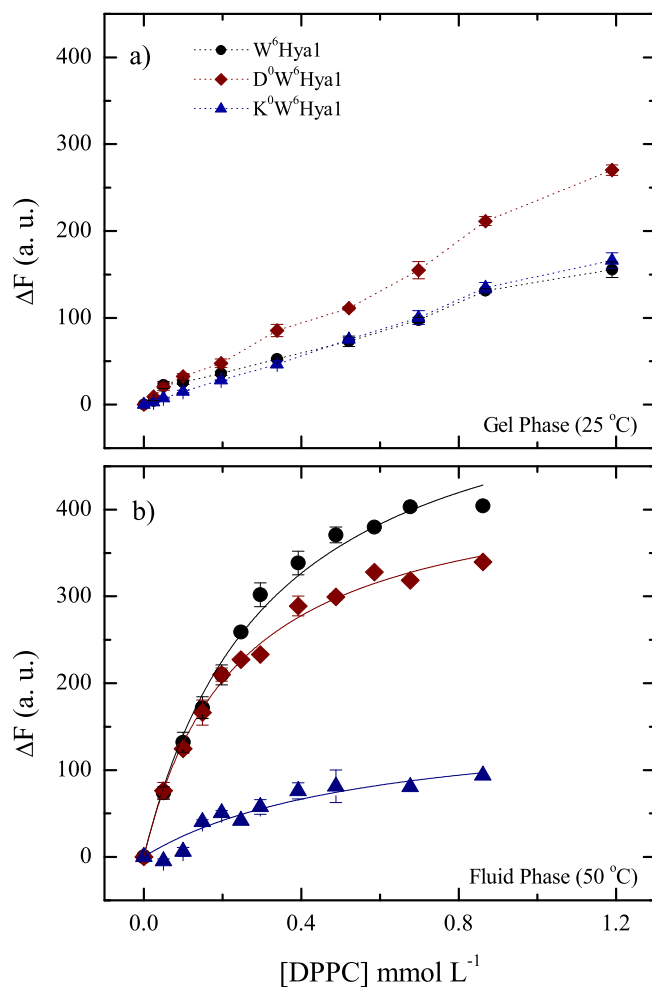 a)
W⁶Hya1
D⁰W⁶Hya1
K⁰W⁶Hya1
400
300
200
100
0
ΔF (a. u.)
Gel Phase (25 °C)
b)
400
300
200
100
0
ΔF (a. u.)
Fluid Phase (50 °C)
0.0 0.4 0.8 1.2
[DPPC] mmol L⁻¹